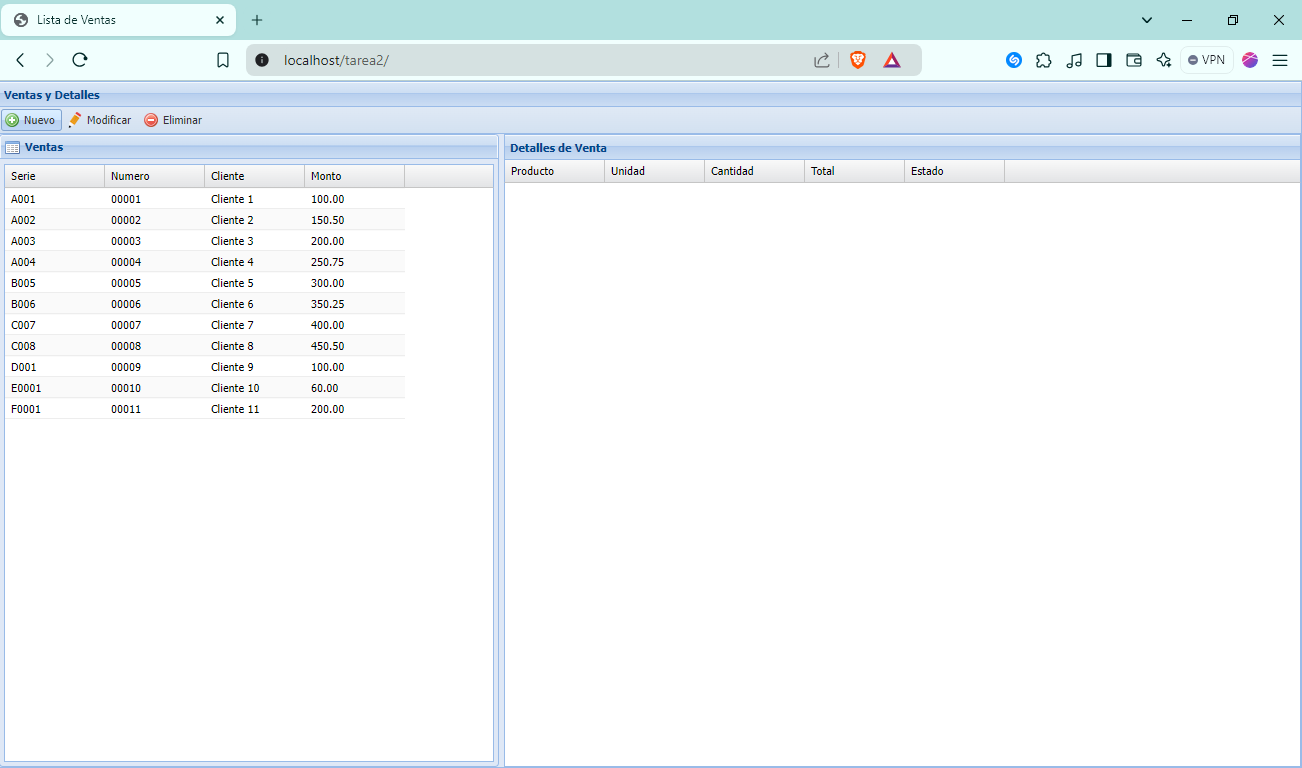 Lista de Ventas
localhost/tarea2/
VPN
Ventas y Detalles
Nuevo Modificar Eliminar
Ventas
Serie Numero Cliente Monto
A001 00001 Cliente 1 100.00
A002 00002 Cliente 2 150.50
A003 00003 Cliente 3 200.00
A004 00004 Cliente 4 250.75
B005 00005 Cliente 5 300.00
B006 00006 Cliente 6 350.25
C007 00007 Cliente 7 400.00
C008 00008 Cliente 8 450.50
D001 00009 Cliente 9 100.00
E0001 00010 Cliente 10 60.00
F0001 00011 Cliente 11 200.00
Detalles de Venta
Producto Unidad Cantidad Total Estado